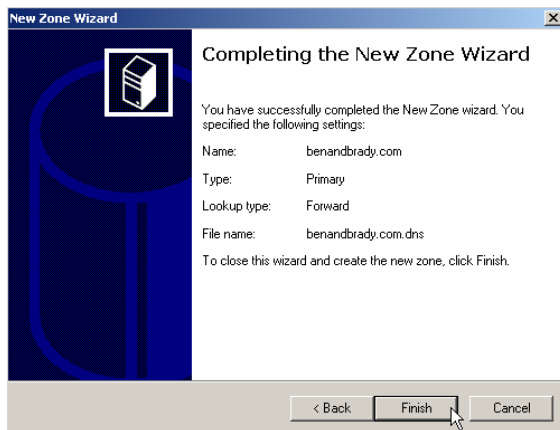 New Zone Wizard
Completing the New Zone Wizard
You have successfully completed the New Zone wizard. You
specified the following settings:
Name: benandbrady.com
Type: Primary
Lookup type: Forward
File name: benandbrady.com.dns
To close this wizard and create the new zone, click Finish.
< Back Finish Cancel